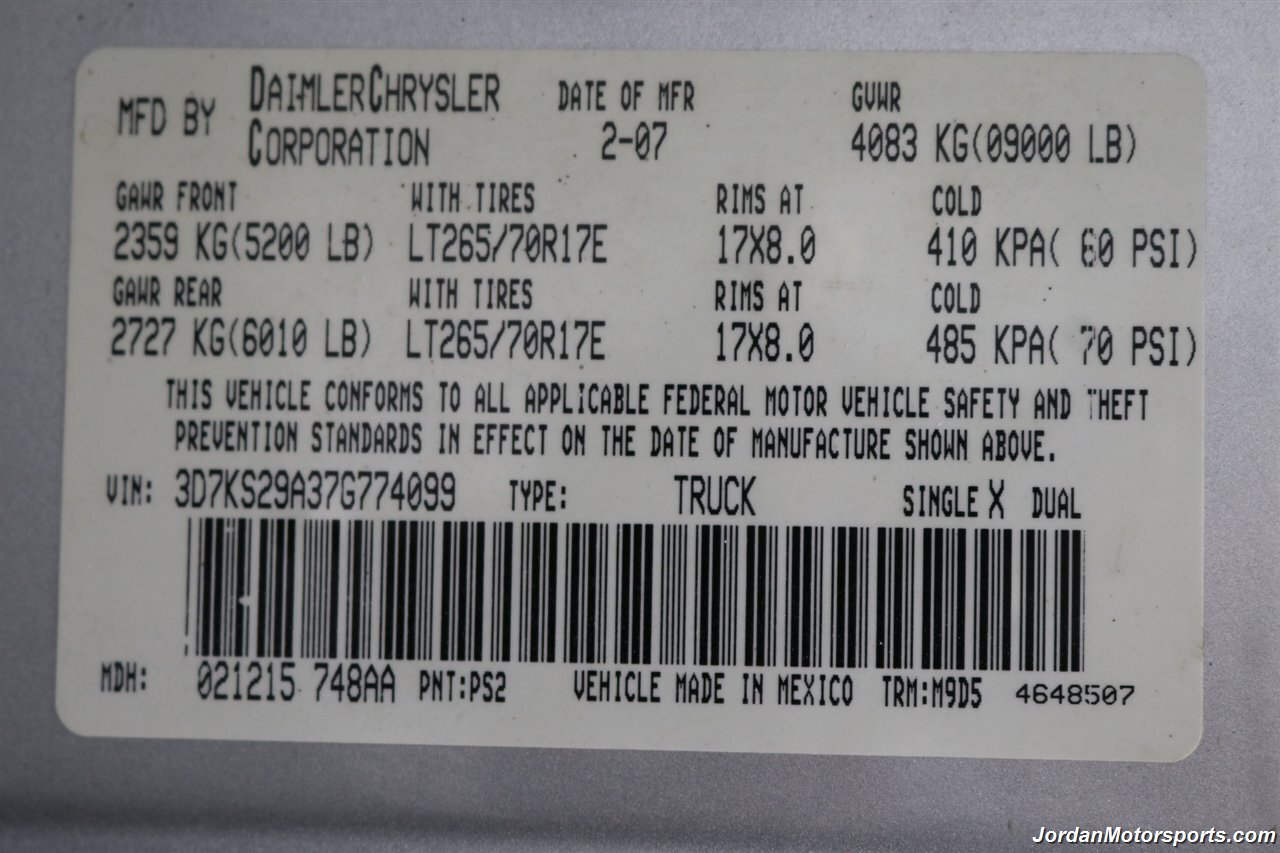 MFD BY DAIMLERCHRYSLER CORPORATION DATE OF MFR 2-07 GVWR 4083 KG(09000 LB)
GAWR FRONT WITH TIRES RIMS AT COLD
2359 KG(5200 LB) LT265/70R17E 17X8.0 410 KPA( 60 PSI)
GAWR REAR WITH TIRES RIMS AT COLD
2727 KG(6010 LB) LT265/70R17E 17X8.0 485 KPA( 70 PSI)
THIS VEHICLE CONFORMS TO ALL APPLICABLE FEDERAL MOTOR VEHICLE SAFETY AND THEFT
PREVENTION STANDARDS IN EFFECT ON THE DATE OF MANUFACTURE SHOWN ABOVE.
VIN: 3D7KS29A37G774099 TYPE: TRUCK SINGLE X DUAL
MDH: 021215 748AA PNT:PS2 VEHICLE MADE IN MEXICO TRM:M9D5 4648507
JordanMotorsports.com